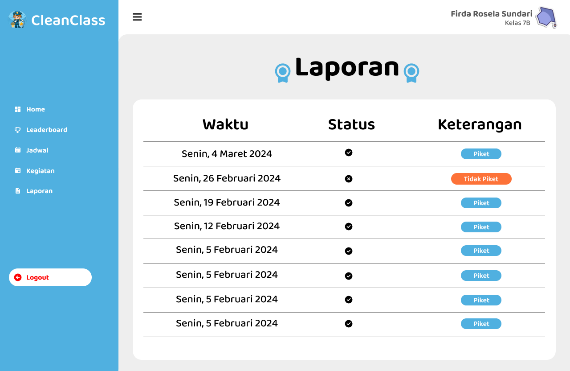 CleanClass
Firda Rosela Sundari
Kelas 7B
Home
Leaderboard
Jadwal
Kegiatan
Laporan
Logout
Laporan
Waktu Status Keterangan
Senin, 4 Maret 2024 Piket
Senin, 26 Februari 2024 Tidak Piket
Senin, 19 Februari 2024 Piket
Senin, 12 Februari 2024 Piket
Senin, 5 Februari 2024 Piket
Senin, 5 Februari 2024 Piket
Senin, 5 Februari 2024 Piket
Senin, 5 Februari 2024 Piket